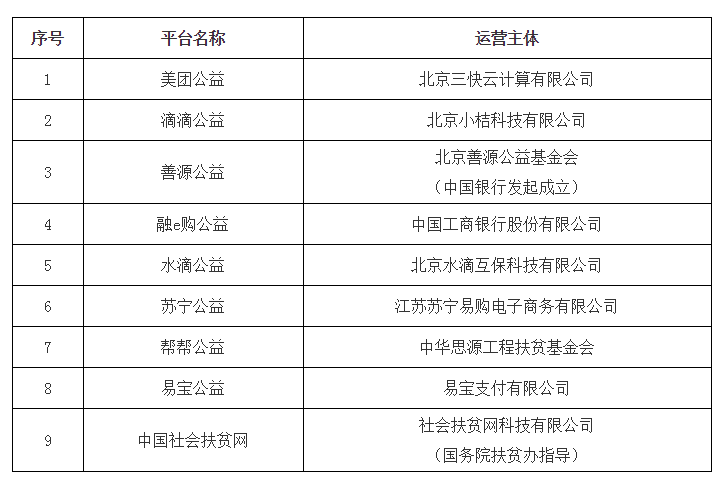 序号 平台名称 运营主体
1 美团公益 北京三快云计算有限公司
2 滴滴公益 北京小桔科技有限公司
3 善源公益 北京善源公益基金会
（中国银行发起成立）
4 融e购公益 中国工商银行股份有限公司
5 水滴公益 北京水滴互保科技有限公司
6 苏宁公益 江苏苏宁易购电子商务有限公司
7 帮帮公益 中华思源工程扶贫基金会
8 易宝公益 易宝支付有限公司
9 中国社会扶贫网 社会扶贫网科技有限公司
（国务院扶贫办指导）